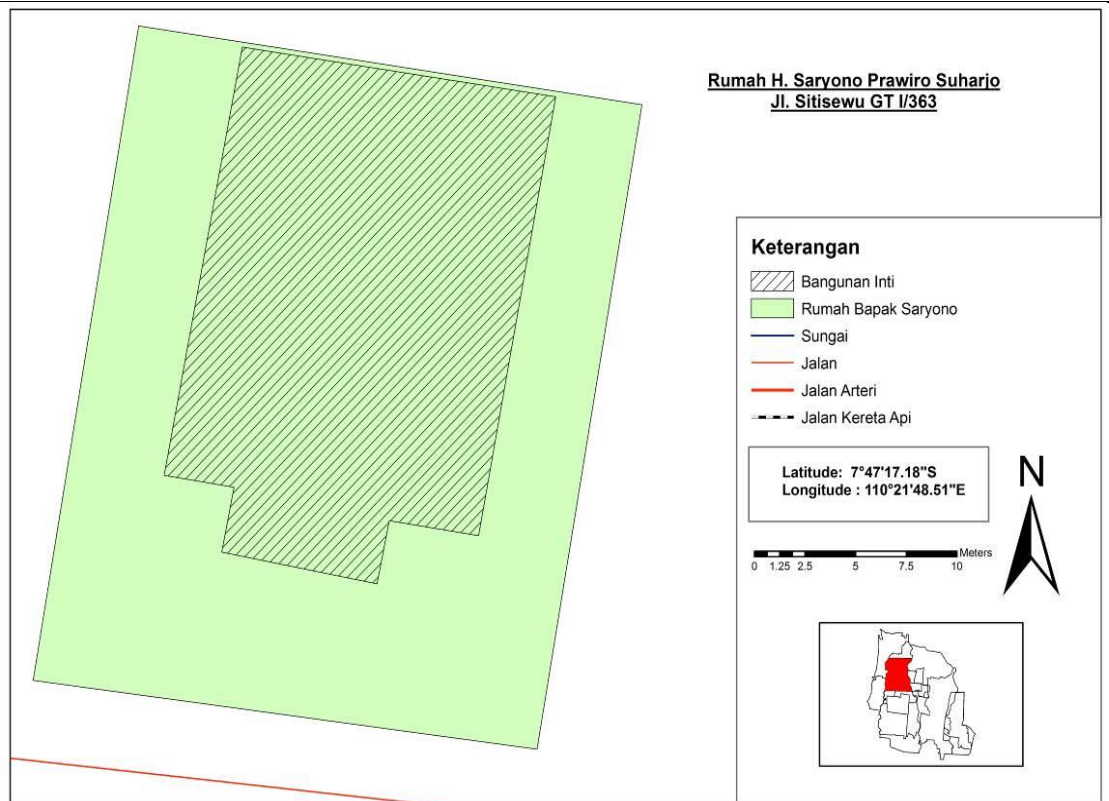 Rumah H. Saryono Prawiro Suharjo
Jl. Sitisewu GT I/363
Keterangan
Bangunan Inti
Rumah Bapak Saryono
Sungai
Jalan
Jalan Arteri
Jalan Kereta Api
Latitude: 7°47'17.18"S
Longitude : 110°21'48.51"E
N
Meters
0 1.25 2.5 5 7.5 10